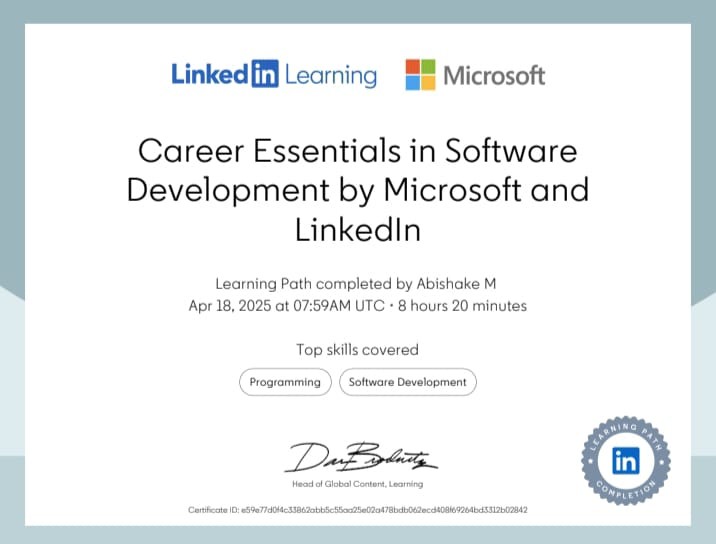 Linked in Learning Microsoft
Career Essentials in Software
Development by Microsoft and
LinkedIn
Learning Path completed by Abishake M
Apr 18, 2025 at 07:59AM UTC • 8 hours 20 minutes
Top skills covered
Programming Software Development
Head of Global Content, Learning
LEARNING PATH
in
COMPLETION
Certificate ID: e59e77d0f4c33862abb5c55aa25e02a478bdb062ecd408f69264bd3312b02842